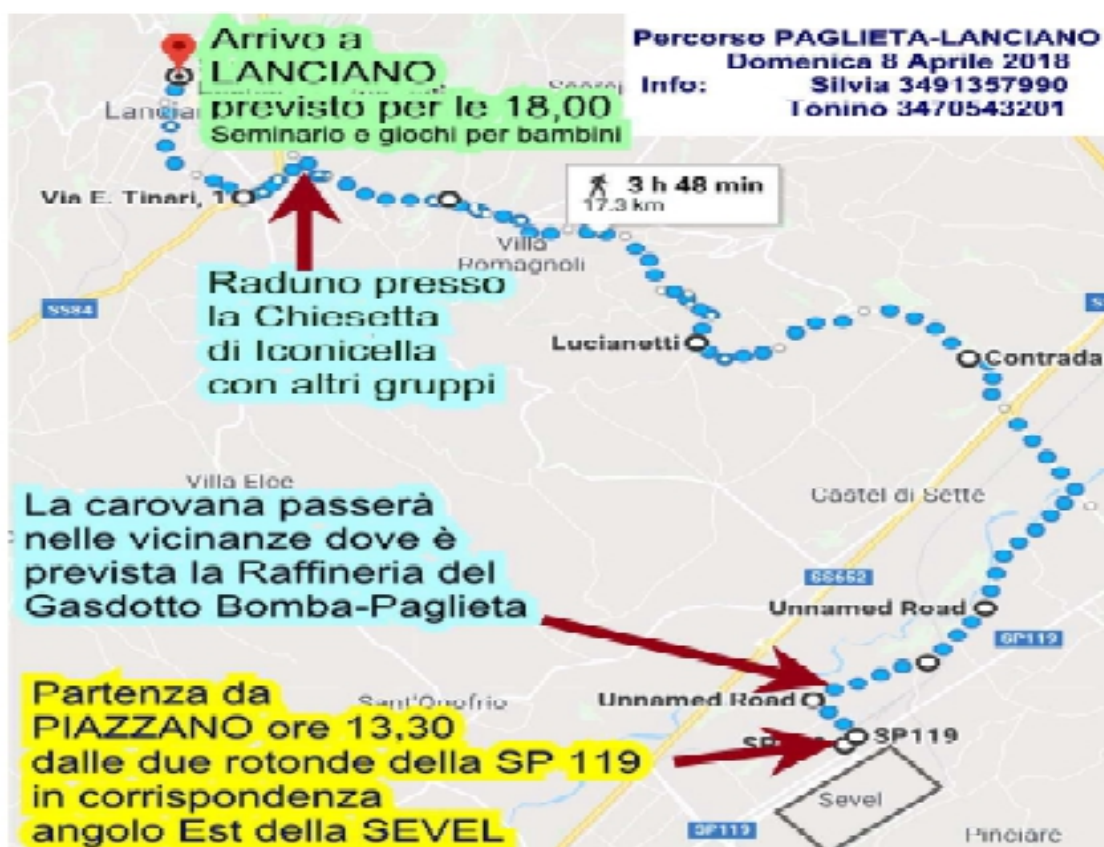 Arrivo a
LANCIANO
previsto per le 18,00
Seminario e giochi per bambini
Percorso PAGLIETA-LANCIANO
Domenica 8 Aprile 2018
Info: Silvia 3491357990
Tonino 3470543201
Via E. Tinari, 1
3 h 48 min
17.3 km
Villa
Romagnoli
Raduno presso
la Chiesetta
di Iconicella
con altri gruppi
SS84
Lucianetti
Contrada
Villa Elce
La carovana passerà
nelle vicinanze dove è
prevista la Raffineria del
Gasdotto Bomba-Paglieta
Castel di Sette
SS652
Unnamed Road
SP119
Partenza da
PIAZZANO ore 13,30
dalle due rotonde della SP 119
in corrispondenza
angolo Est della SEVEL
Sant'Onofrio
Unnamed Road
SP119
Sevel
SP119